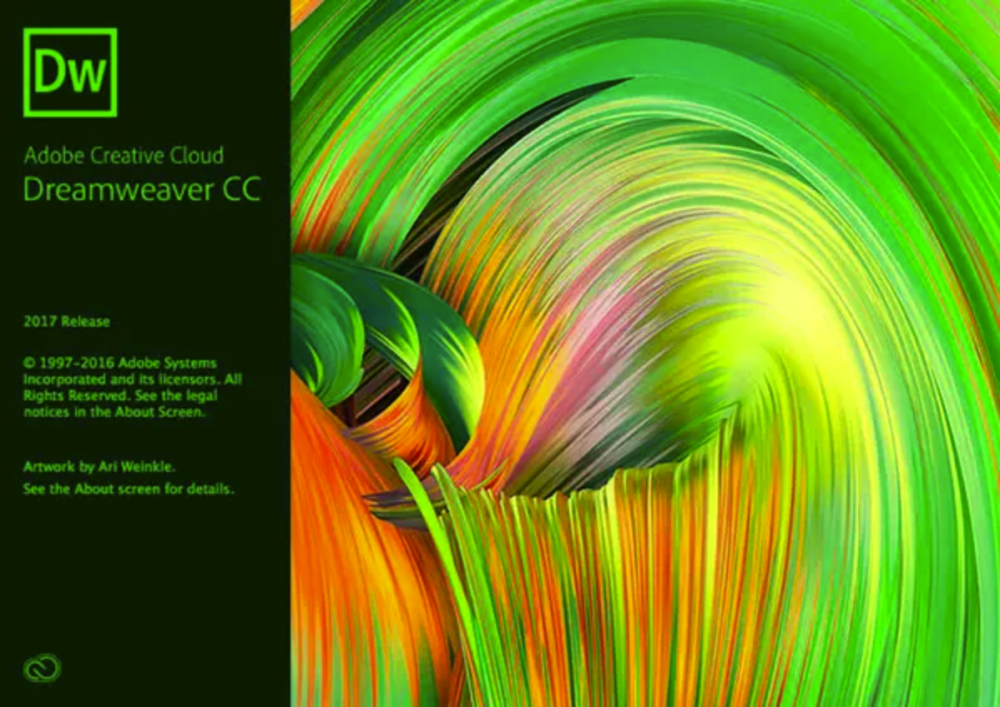 Dw
Adobe Creative Cloud
Dreamweaver CC
2017 Release
© 1997-2016 Adobe Systems
Incorporated and its licensors. All
Rights Reserved. See the legal
notices in the About Screen.
Artwork by Ari Weinkle.
See the About screen for details.